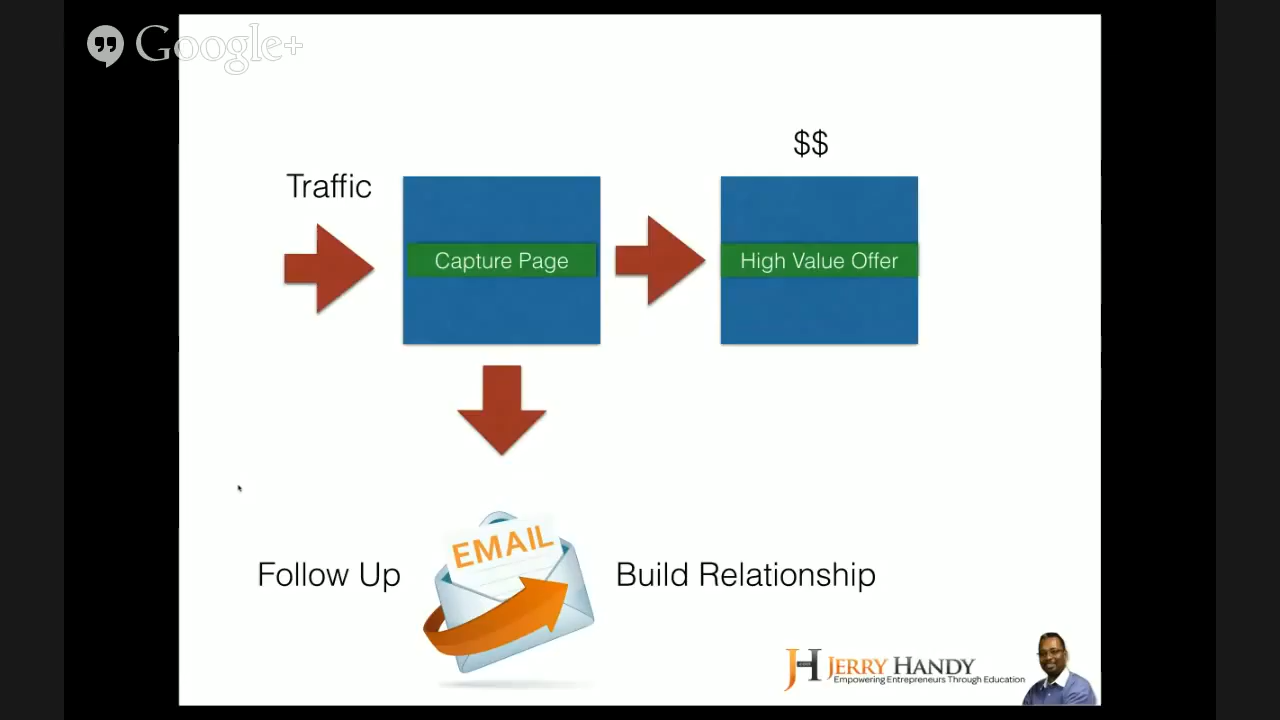 Google+
$$
Traffic
Capture Page
High Value Offer
EMAIL
Follow Up
Build Relationship
JH JERRY HANDY
Empowering Entrepreneurs Through Education